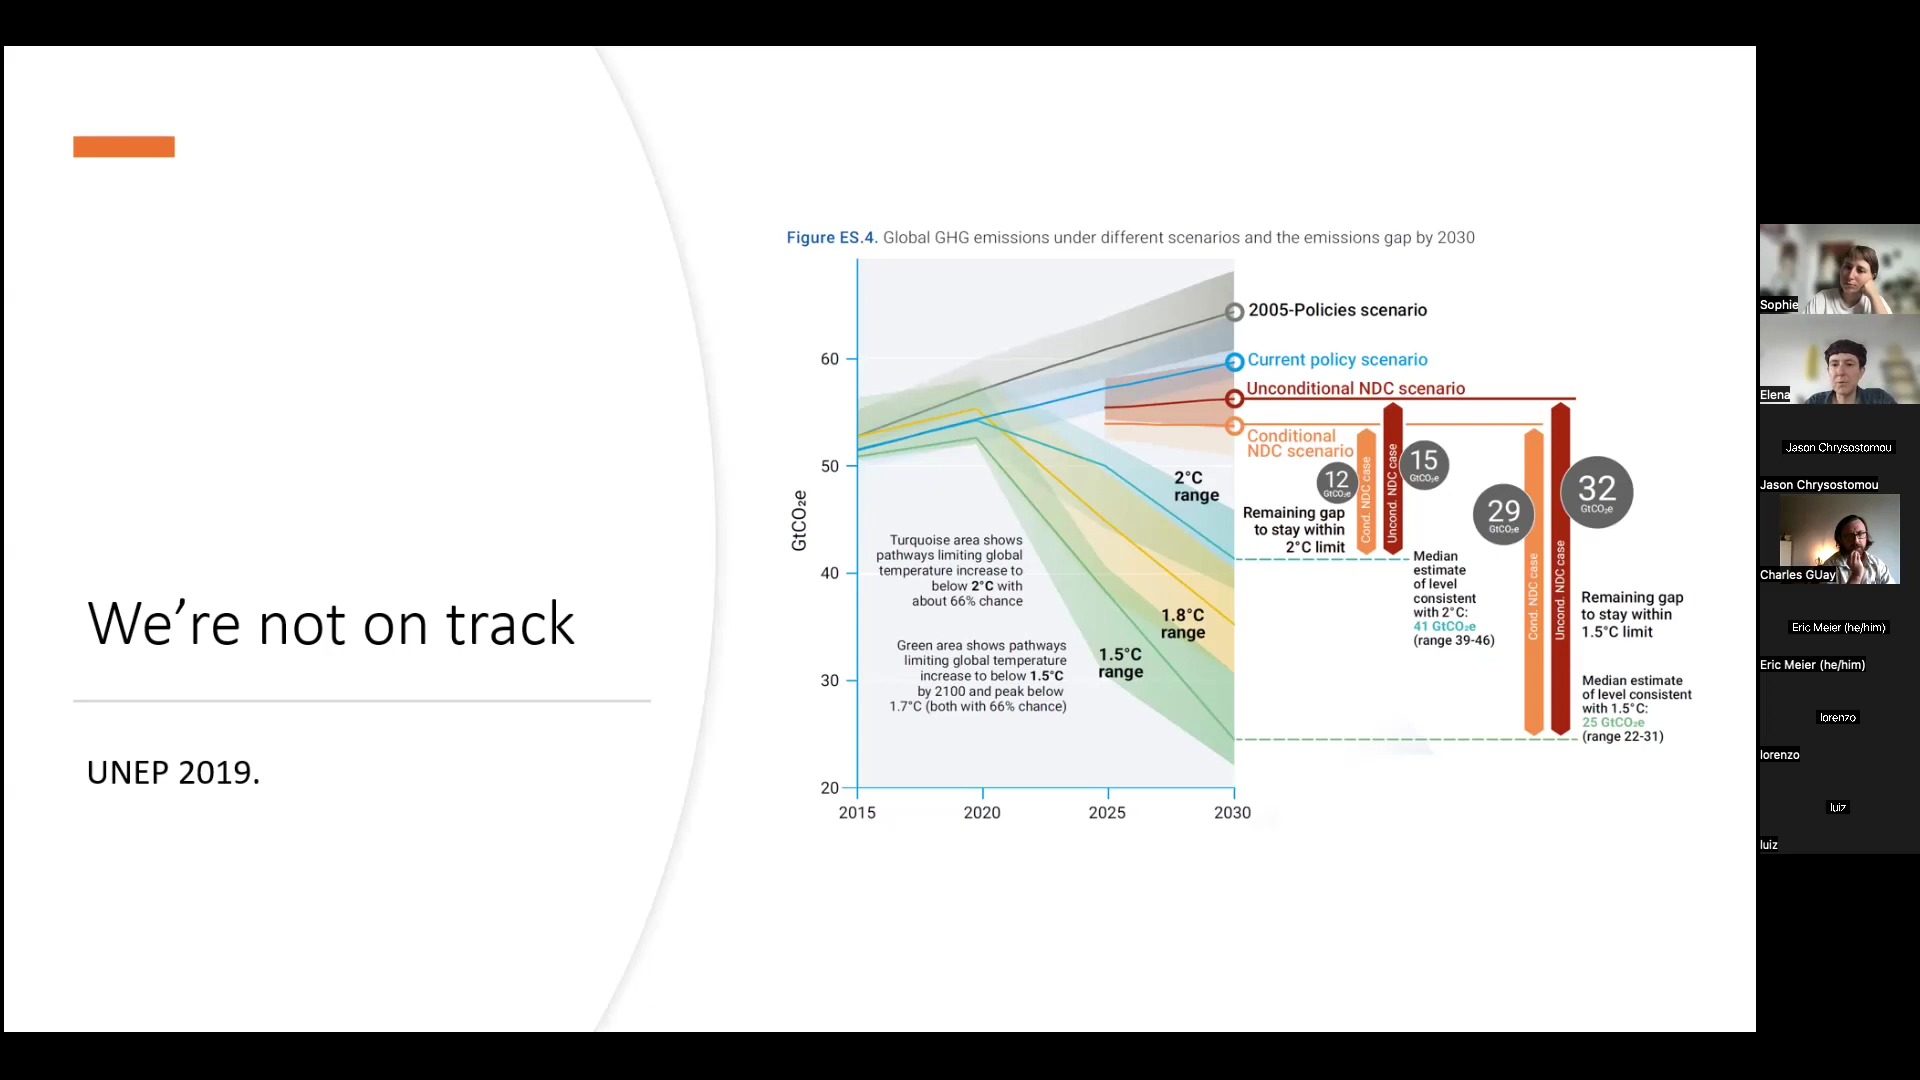 We're not on track
UNEP 2019.
Figure ES.4. Global GHG emissions under different scenarios and the emissions gap by 2030
GtCO₂e
60
50
40
30
20
2015
2020
2025
2030
2005-Policies scenario
Current policy scenario
Unconditional NDC scenario
Conditional
NDC scenario
2°C
range
1.8°C
range
1.5°C
range
Turquoise area shows
pathways limiting global
temperature increase to
below 2°C with
about 66% chance
Green area shows pathways
limiting global temperature
increase to below 1.5°C
by 2100 and peak below
1.7°C (both with 66% chance)
12
GtCO₂e
Cond. NDC case
Uncond. NDC case
15
GtCO₂e
Remaining gap
to stay within
2°C limit
Median
estimate
of level
consistent
with 2°C:
41 GtCO₂e
(range 39-46)
29
GtCO₂e
Cond. NDC case
Uncond. NDC case
32
GtCO₂e
Remaining gap
to stay within
1.5°C limit
Median estimate
of level consistent
with 1.5°C:
25 GtCO₂e
(range 22-31)
Sophie
Elena
Jason Chrysostomou
Jason Chrysostomou
Charles GUay
Eric Meier (he/him)
Eric Meier (he/him)
lorenzo
lorenzo
luiz
luiz